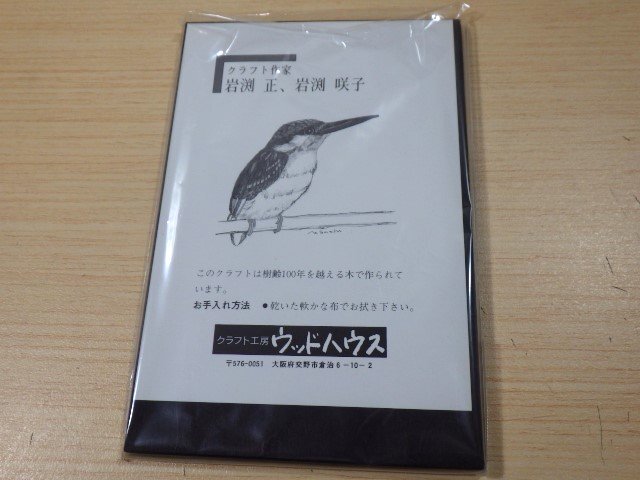 クラフト作家
岩渕 正、岩渕 咲子
このクラフトは樹齢100年を越える木で作られて
います。
お手入れ方法 ●乾いた軟かな布でお拭き下さい。
クラフト工房 ウッドハウス
〒576-0051 大阪府交野市倉治6-10-2